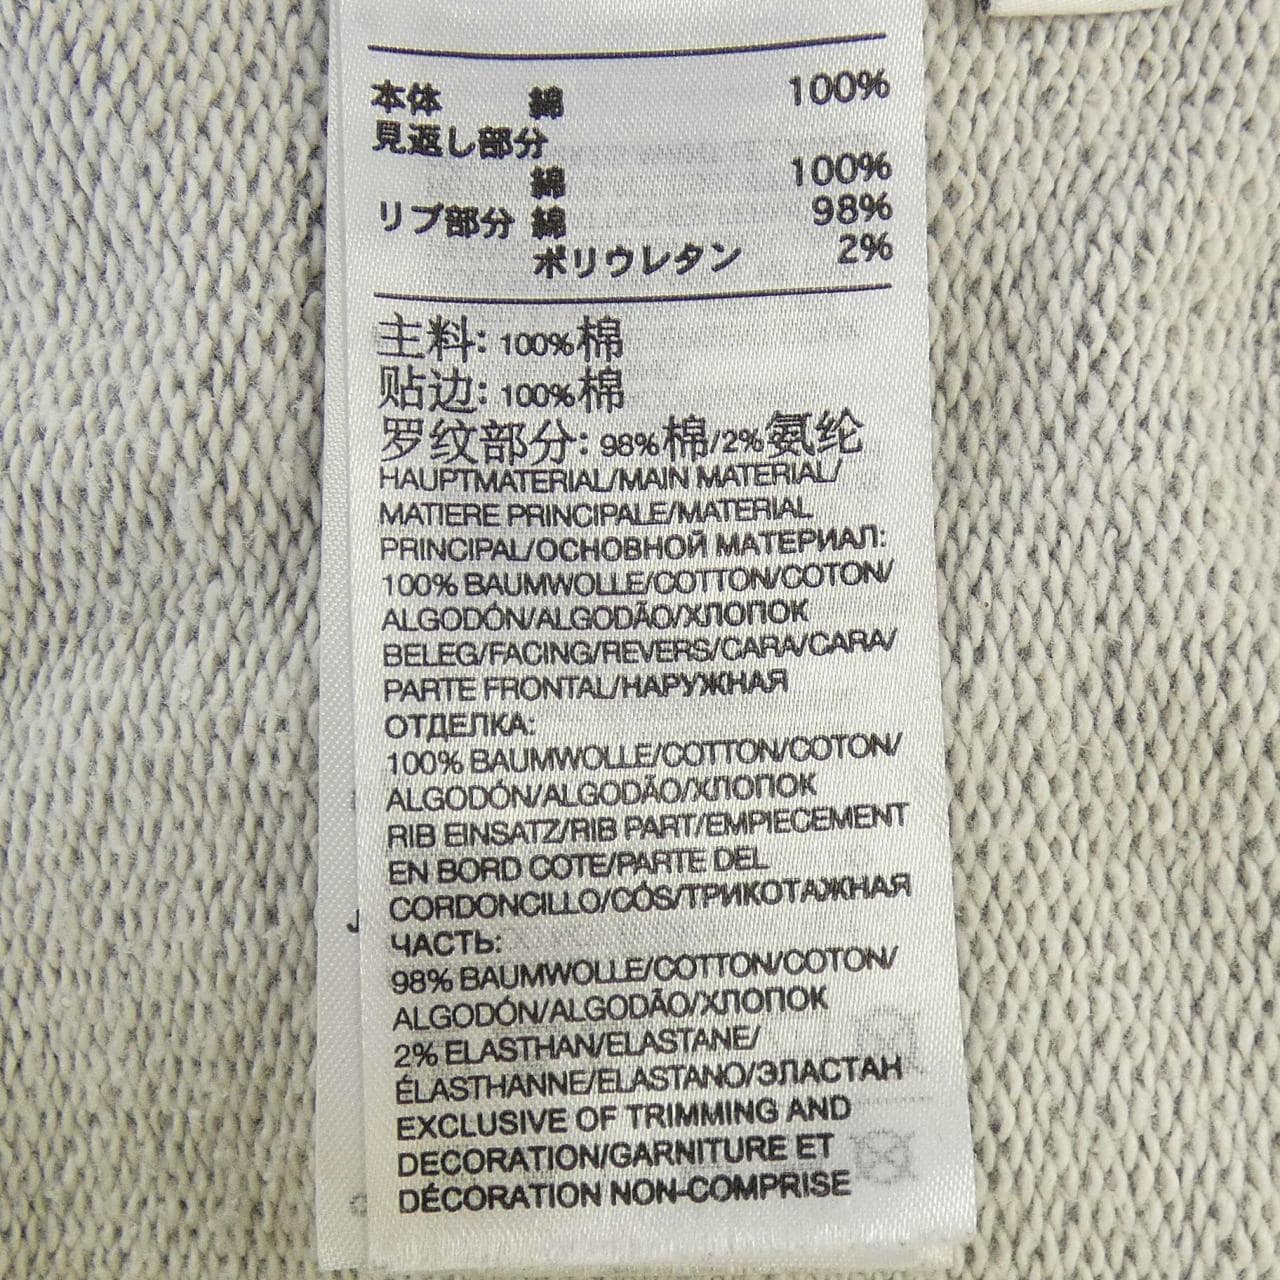 本体 綿 100%
見返し部分
綿 100%
リブ部分 綿 98%
ポリウレタン 2%
主料: 100%棉
贴边: 100%棉
罗纹部分: 98%棉/2%氨纶
HAUPTMATERIAL/MAIN MATERIAL/
MATIERE PRINCIPALE/MATERIAL
PRINCIPAL/ОСНОВНОЙ МАТЕРИАЛ:
100% BAUMWOLLE/COTTON/COTON/
ALGODÓN/ALGODÃO/ХЛОПОК
BELEG/FACING/REVERS/CARA/CARA/
PARTE FRONTAL/НАРУЖНАЯ
ОТДЕЛКА:
100% BAUMWOLLE/COTTON/COTON/
ALGODÓN/ALGODÃO/ХЛОПОК
RIB EINSATZ/RIB PART/EMPIECEMENT
EN BORD COTE/PARTE DEL
CORDONCILLO/CÓS/ТРИКОТАЖНАЯ
ЧАСТЬ:
98% BAUMWOLLE/COTTON/COTON/
ALGODÓN/ALGODÃO/ХЛОПОК
2% ELASTHAN/ELASTANE/
ÉLASTHANNE/ELASTANO/ЭЛАСТАН
EXCLUSIVE OF TRIMMING AND
DECORATION/GARNITURE ET
DÉCORATION NON-COMPRISE